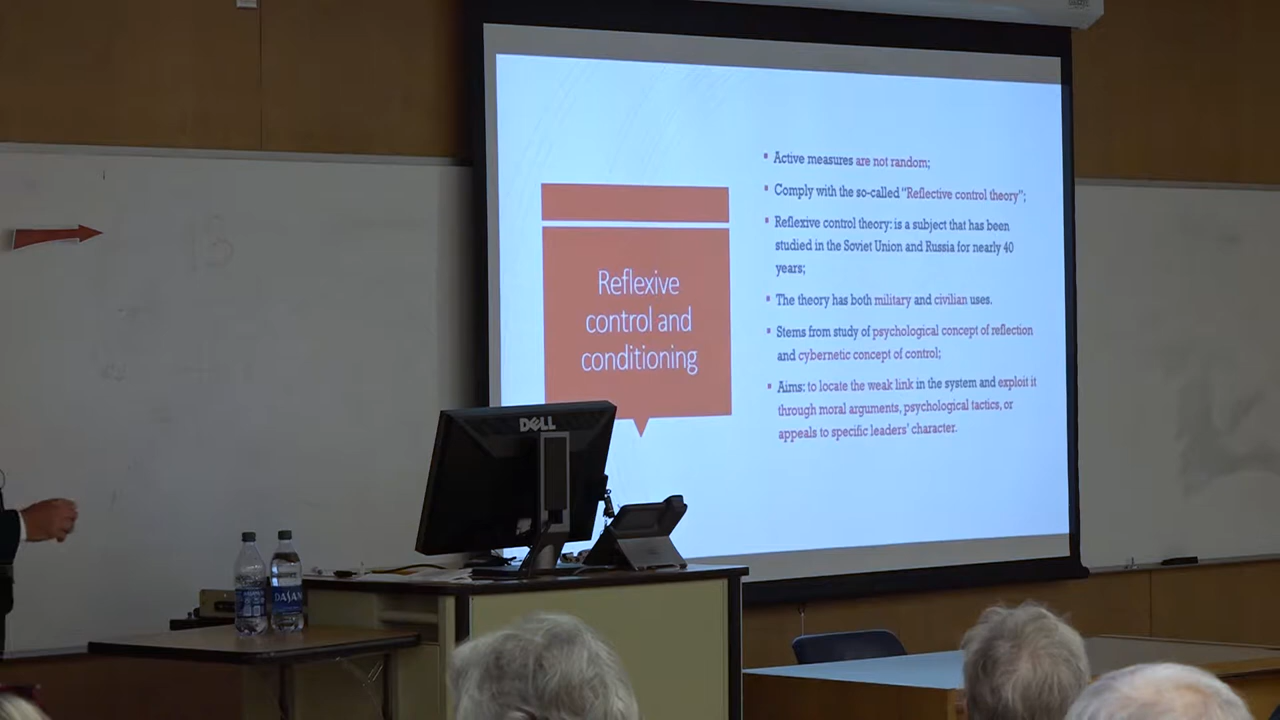 Reflexive
control and
conditioning
Active measures are not random;
Comply with the so-called “Reflective control theory”;
Reflexive control theory: is a subject that has been
studied in the Soviet Union and Russia for nearly 40
years;
The theory has both military and civilian uses.
Stems from study of psychological concept of reflection
and cybernetic concept of control;
Aims: to locate the weak link in the system and exploit it
through moral arguments, psychological tactics, or
appeals to specific leaders’ character.
DELL
DASANI